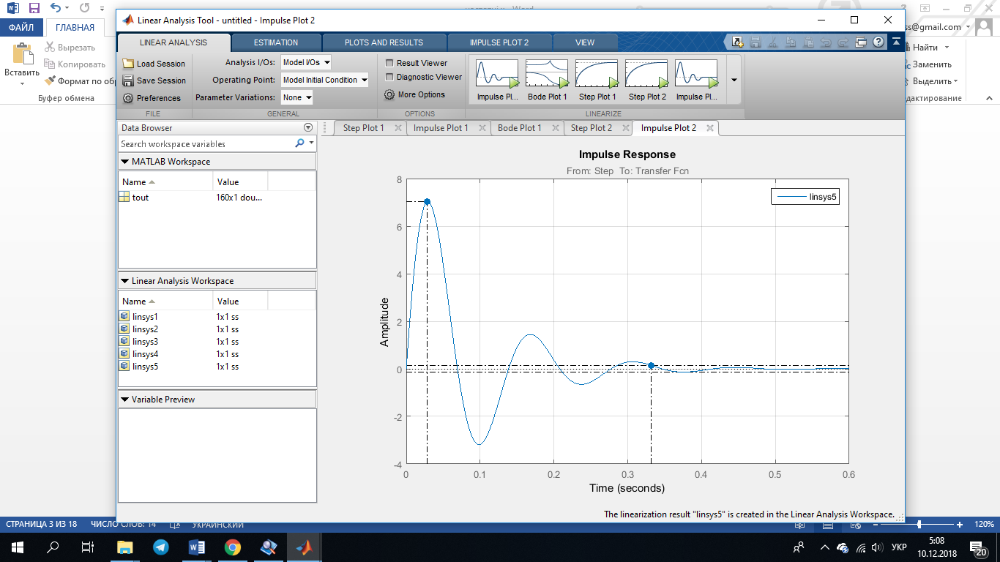 Linear Analysis Tool - untitled - Impulse Plot 2
ss@gmail.com
ФАЙЛ
ГЛАВНАЯ
Вставить
Вырезать
Копировать
Буфер обмена
Найти
Заменить
Выделить
LINEAR ANALYSIS
ESTIMATION
PLOTS AND RESULTS
IMPULSE PLOT 2
VIEW
Load Session
Save Session
Preferences
FILE
Analysis I/Os: Model I/Os
Operating Point: Model Initial Condition
Parameter Variations: None
GENERAL
Result Viewer
Diagnostic Viewer
More Options
OPTIONS
Impulse Pl...
Bode Plot 1
Step Plot 1
Step Plot 2
Impulse Pl...
LINEARIZE
Data Browser
Search workspace variables
MATLAB Workspace
Name Value
tout 160x1 dou...
Linear Analysis Workspace
Name Value
linsys1 1x1 ss
linsys2 1x1 ss
linsys3 1x1 ss
linsys4 1x1 ss
linsys5 1x1 ss
Variable Preview
Step Plot 1
Impulse Plot 1
Bode Plot 1
Step Plot 2
Impulse Plot 2
Impulse Response
From: Step To: Transfer Fcn
linsys5
Amplitude
8
6
4
2
0
-2
-4
0 0.1 0.2 0.3 0.4 0.5 0.6
Time (seconds)
The linearization result "linsys5" is created in the Linear Analysis Workspace.
СТРАНИЦА 3 ИЗ 18
ЧИСЛО СЛОВ: 14
УКРАИНСКИЙ
120%
УКР
5:08
10.12.2018
20